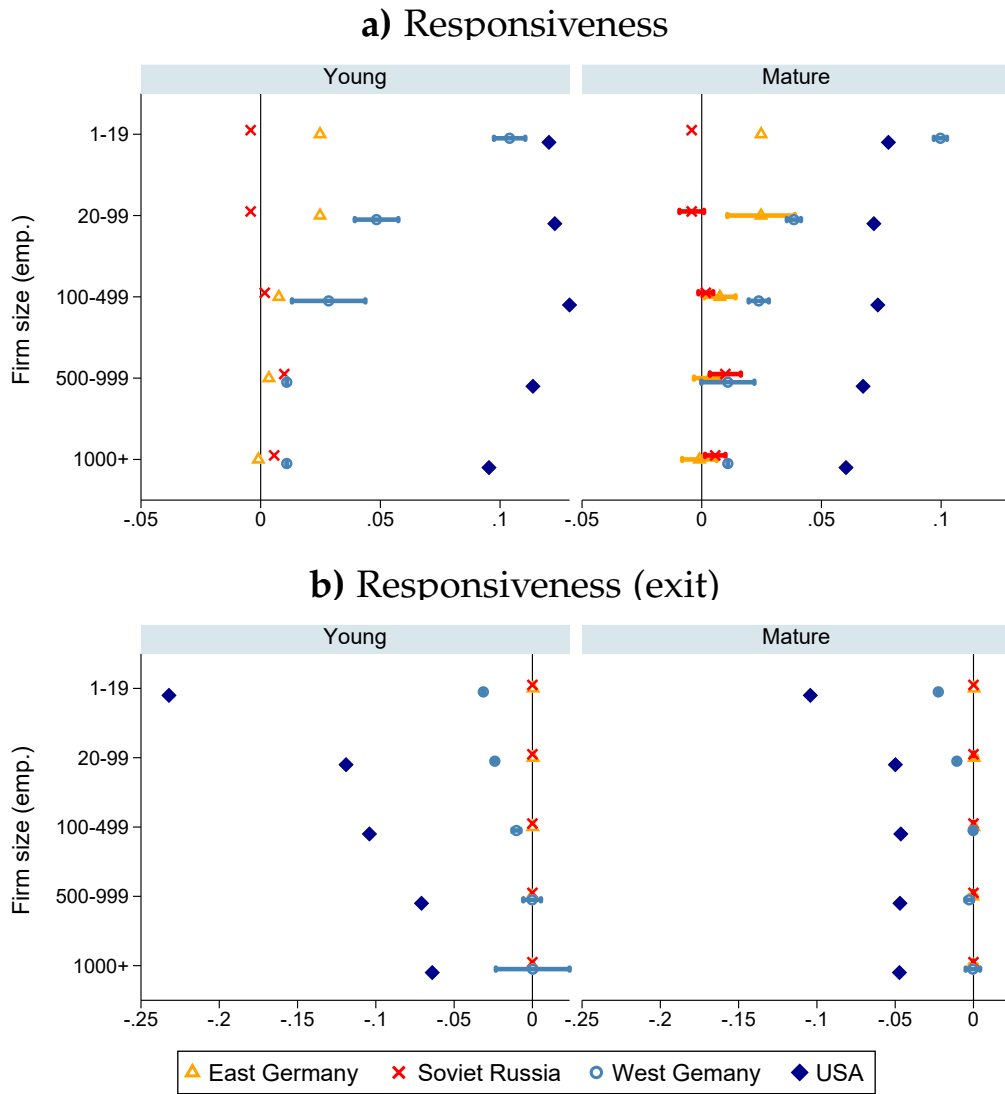 a) Responsiveness
Young Mature
Firm size (emp.)
1-19
20-99
100-499
500-999
1000+
-.05 0 .05 .1 -.05 0 .05 .1
b) Responsiveness (exit)
Young Mature
Firm size (emp.)
1-19
20-99
100-499
500-999
1000+
-.25 -.2 -.15 -.1 -.05 0 -.25 -.2 -.15 -.1 -.05 0
East Germany Soviet Russia West Gemany USA